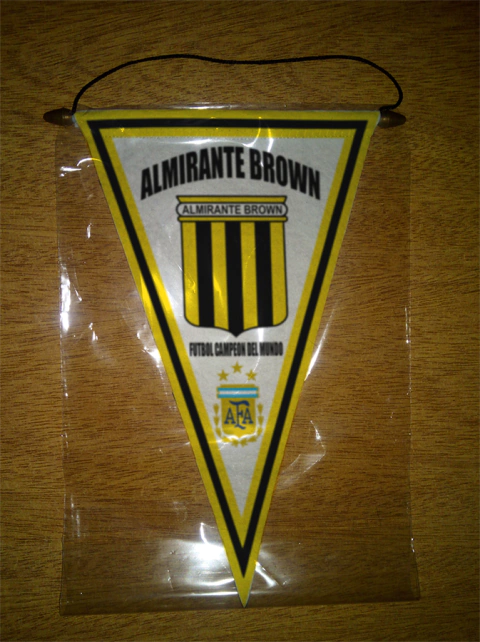 ALMIRANTE BROWN
ALMIRANTE BROWN
FUTBOL CAMPEON DEL MUNDO
AFA